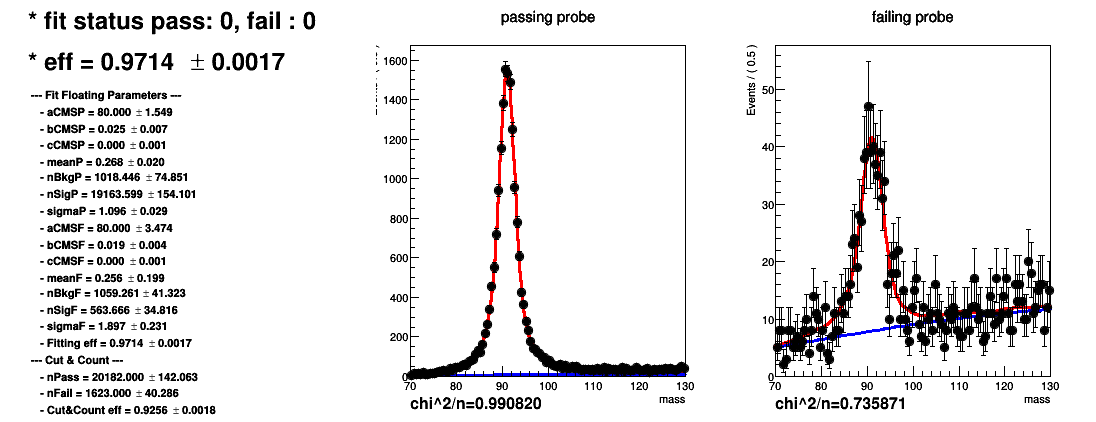 * fit status pass: 0, fail : 0
* eff = 0.9714 ± 0.0017
--- Fit Floating Parameters ---
- aCMSP = 80.000 ± 1.549
- bCMSP = 0.025 ± 0.007
- cCMSP = 0.000 ± 0.001
- meanP = 0.268 ± 0.020
- nBkgP = 1018.446 ± 74.851
- nSigP = 19163.599 ± 154.101
- sigmaP = 1.096 ± 0.029
- aCMSF = 80.000 ± 3.474
- bCMSF = 0.019 ± 0.004
- cCMSF = 0.000 ± 0.001
- meanF = 0.256 ± 0.199
- nBkgF = 1059.261 ± 41.323
- nSigF = 563.666 ± 34.816
- sigmaF = 1.897 ± 0.231
- Fitting eff = 0.9714 ± 0.0017
--- Cut & Count ---
- nPass = 20182.000 ± 142.063
- nFail = 1623.000 ± 40.286
- Cut&Count eff = 0.9256 ± 0.0018
passing probe
1600
1400
1200
1000
800
600
400
200
0
70 80 90 100 110 120 130
mass
chi^2/n=0.990820
failing probe
Events / ( 0.5 )
50
40
30
20
10
0
70 80 90 100 110 120 130
mass
chi^2/n=0.735871